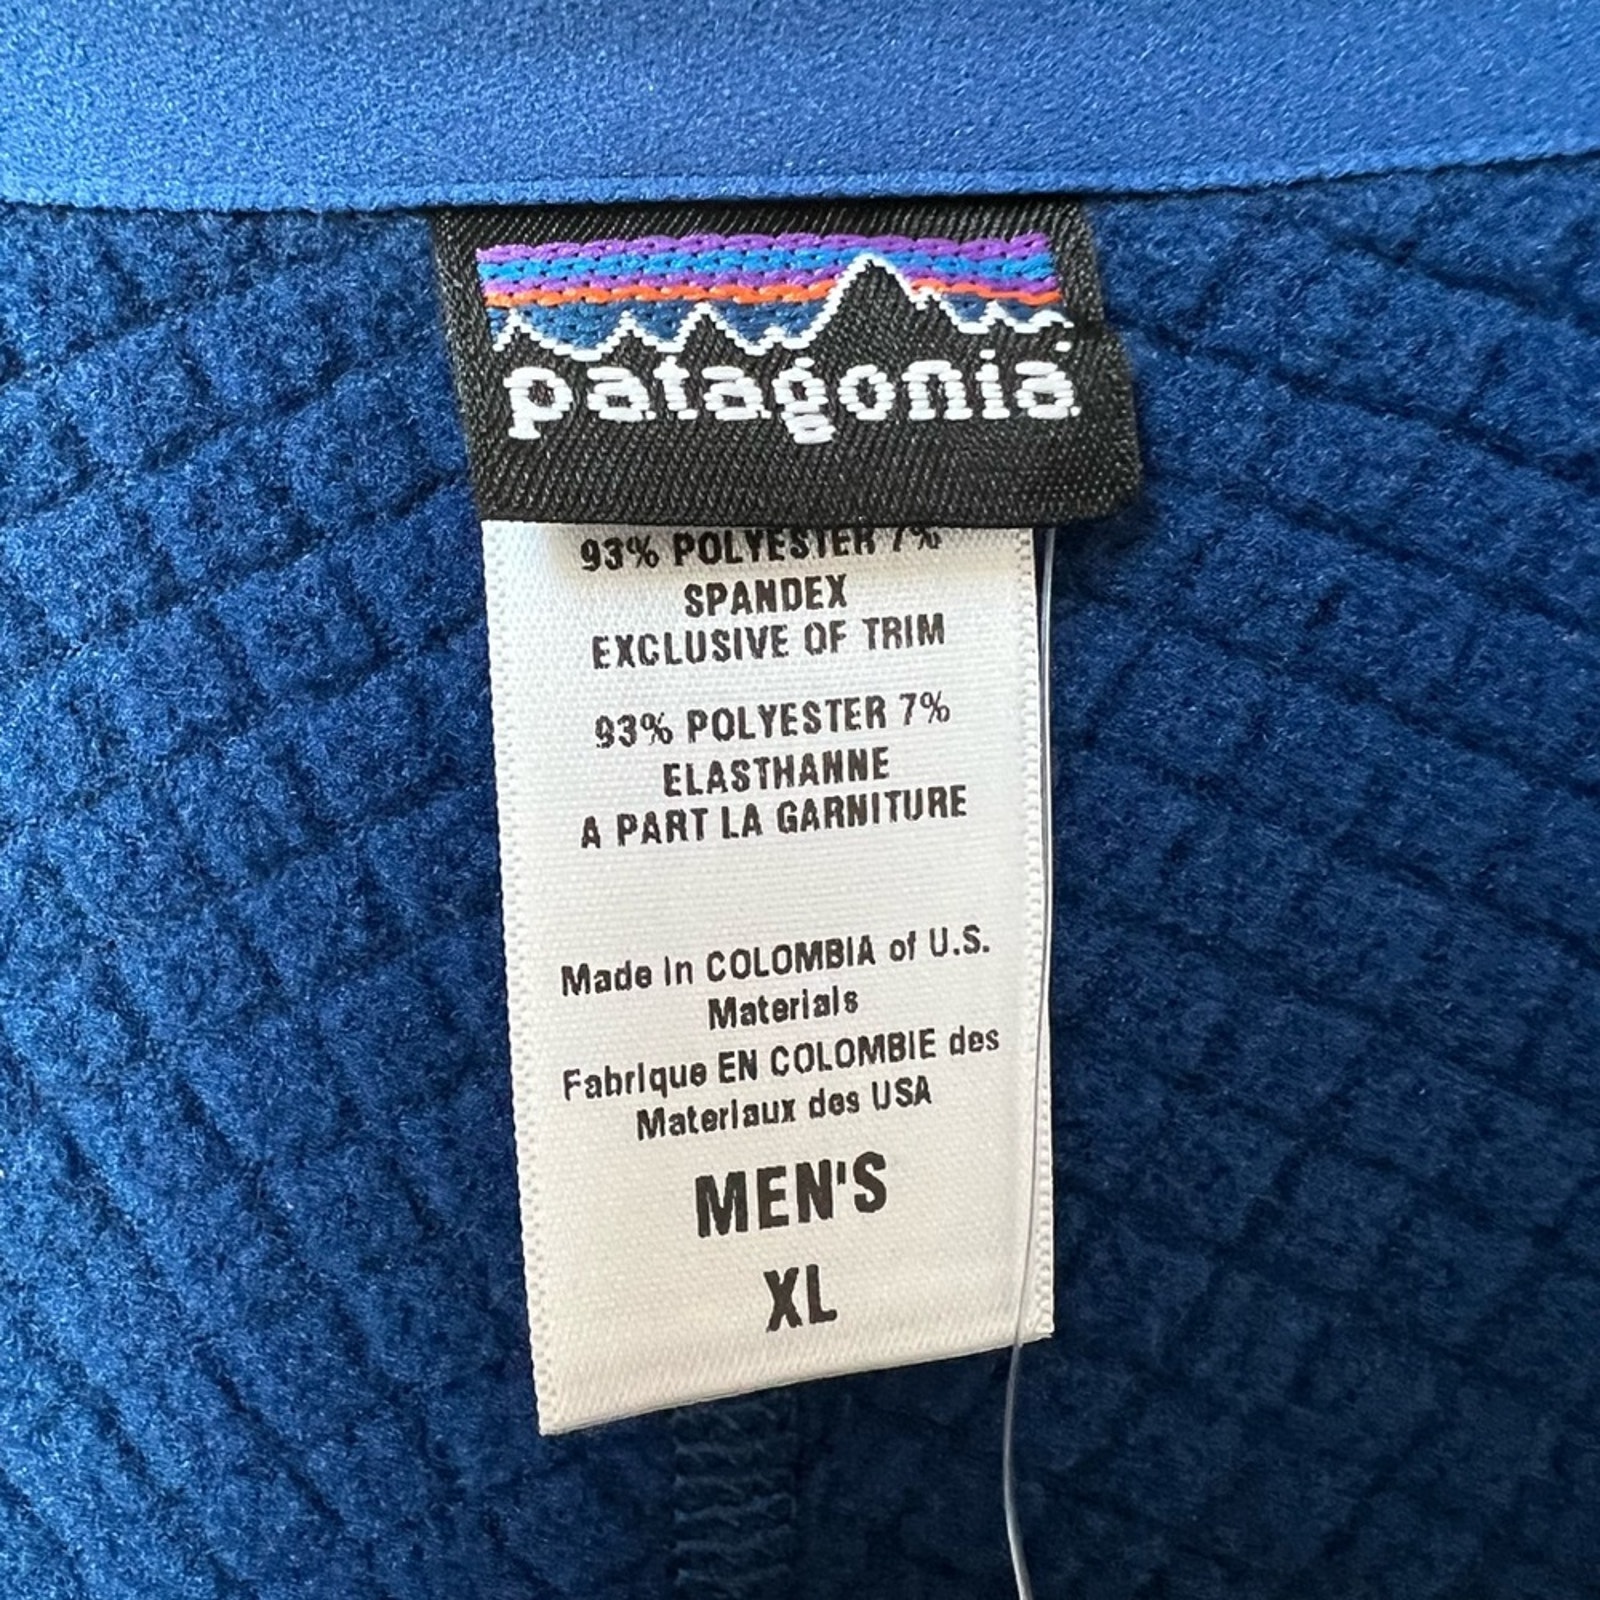 patagonia
93% POLYESTER 7%
SPANDEX
EXCLUSIVE OF TRIM
93% POLYESTER 7%
ELASTHANNE
A PART LA GARNITURE
Made in COLOMBIA of U.S.
Materials
Fabrique EN COLOMBIE des
Materiaux des USA
MEN'S
XL